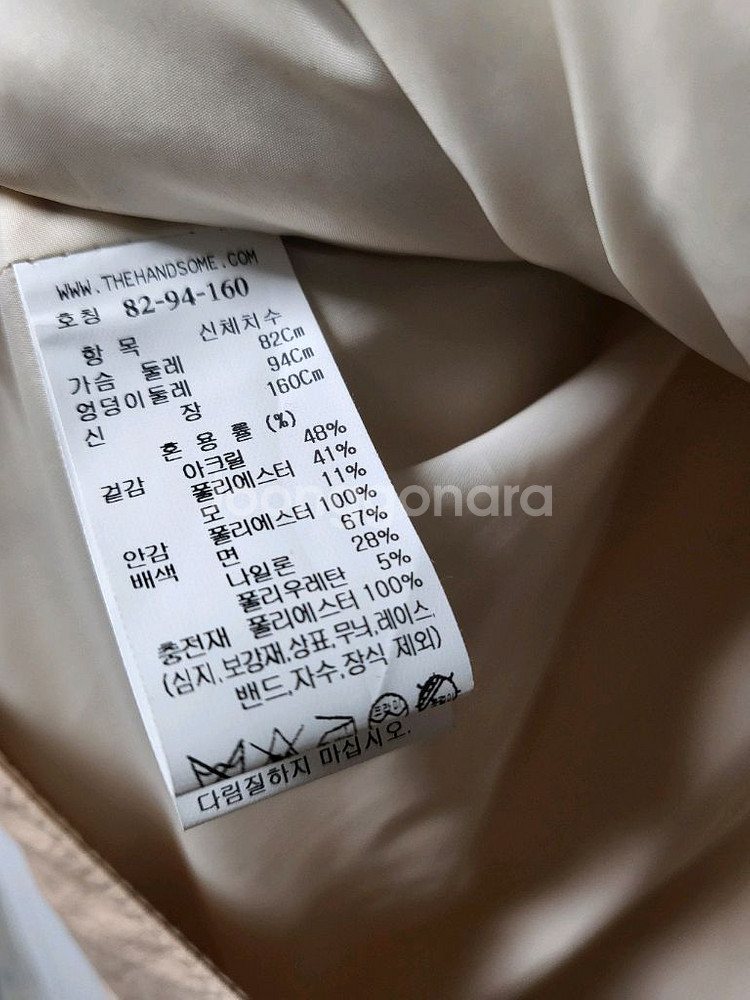 WWW.THEHANDSOME.COM
호칭 82-94-160
항 목 신체치수
가슴 둘레 82Cm
엉덩이둘레 94Cm
신 장 160Cm
혼 용 률 (%)
겉감 아크릴 48%
폴리에스터 41%
모 11%
안감 폴리에스터 100%
배색 면 67%
나일론 28%
폴리우레탄 5%
충전재 폴리에스터 100%
(심지,보강재,상표,무늬,레이스,
밴드,자수,장식 제외)
드라이
다림질하지 마십시오.